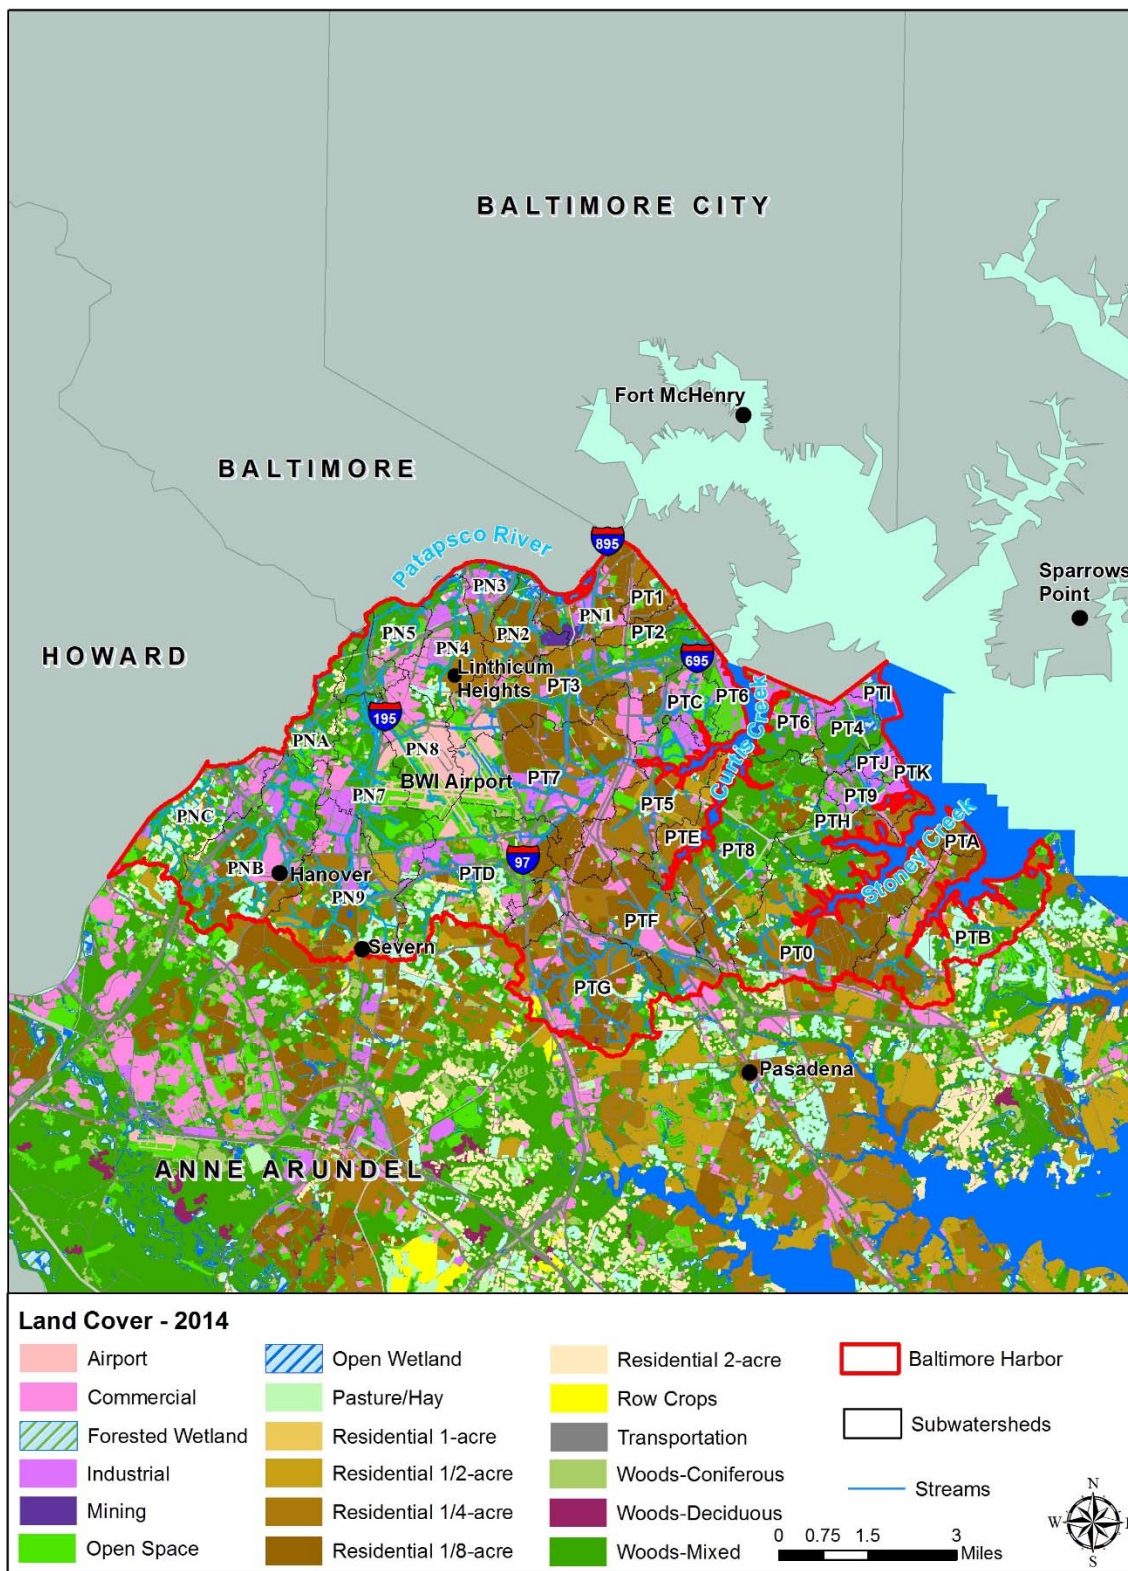 BALTIMORE CITY
Fort McHenry
BALTIMORE
895
Patapsco River
Sparrows
Point
PN3
PT1
PN1
PN5
PN2
PT2
PN4
HOWARD
695
Linthicum
Heights
PT3
PTC
PT6
PTI
195
PT6
PT4
PNA
PN8
Curtis Creek
PTJ
PTK
BWI Airport
PT7
PN7
PT9
PT5
PNC
PTH
PTE
PTA
Stoney Creek
PT8
97
PNB
Hanover
PTD
PN9
PTF
Severn
PTB
PT0
PTG
Pasadena
ANNE ARUNDEL
Land Cover - 2014
Airport
Commercial
Forested Wetland
Industrial
Mining
Open Space
Open Wetland
Pasture/Hay
Residential 1-acre
Residential 1/2-acre
Residential 1/4-acre
Residential 1/8-acre
Residential 2-acre
Row Crops
Transportation
Woods-Coniferous
Woods-Deciduous
Woods-Mixed
Baltimore Harbor
Subwatersheds
Streams
0 0.75 1.5 3
Miles
N
W E
S